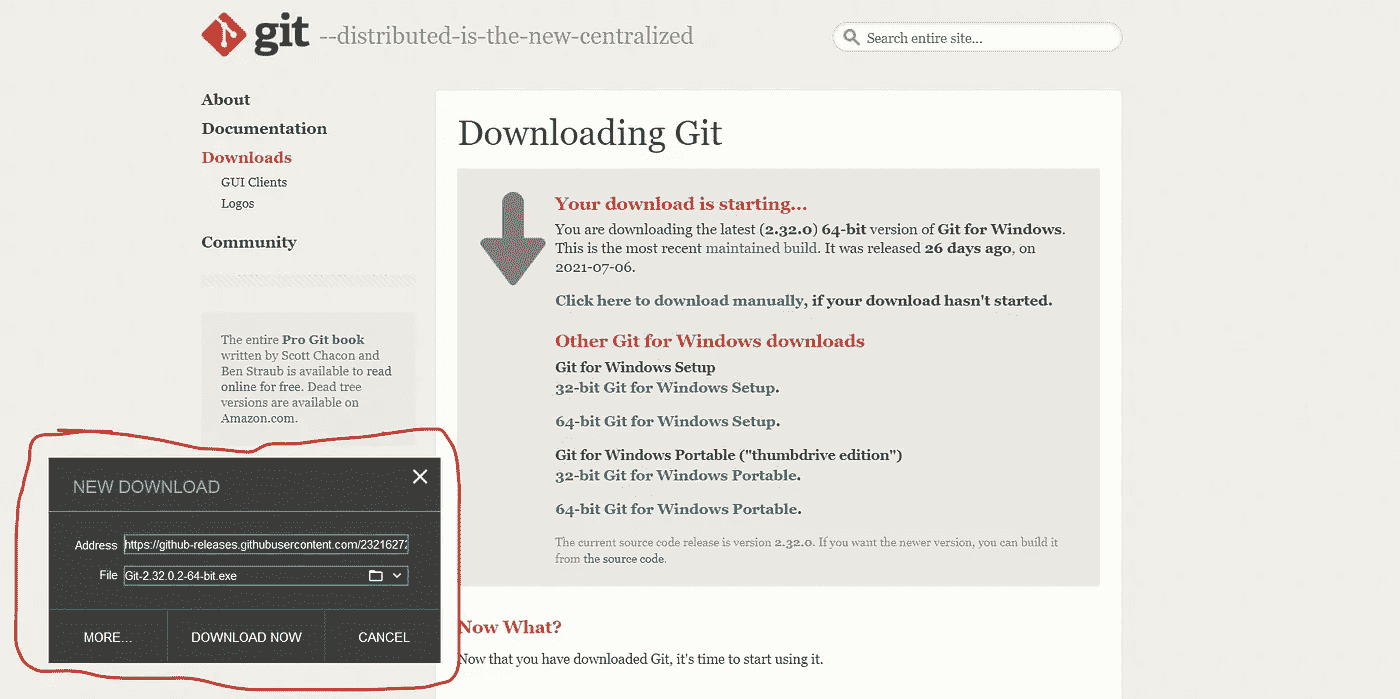 git --distributed-is-the-new-centralized
Search entire site...
About
Documentation
Downloads
GUI Clients
Logos
Community
The entire Pro Git book
written by Scott Chacon and
Ben Straub is available to read
online for free. Dead tree
versions are available on
Amazon.com.
Downloading Git
Your download is starting...
You are downloading the latest (2.32.0) 64-bit version of Git for Windows.
This is the most recent maintained build. It was released 26 days ago, on
2021-07-06.
Click here to download manually, if your download hasn't started.
Other Git for Windows downloads
Git for Windows Setup
32-bit Git for Windows Setup.
64-bit Git for Windows Setup.
Git for Windows Portable ("thumbdrive edition")
32-bit Git for Windows Portable.
64-bit Git for Windows Portable.
The current source code release is version 2.32.0. If you want the newer version, you can build it
from the source code.
Now What?
Now that you have downloaded Git, it's time to start using it.
NEW DOWNLOAD
Address https://github-releases.githubusercontent.com/2321627
File Git-2.32.0.2-64-bit.exe
MORE... DOWNLOAD NOW CANCEL